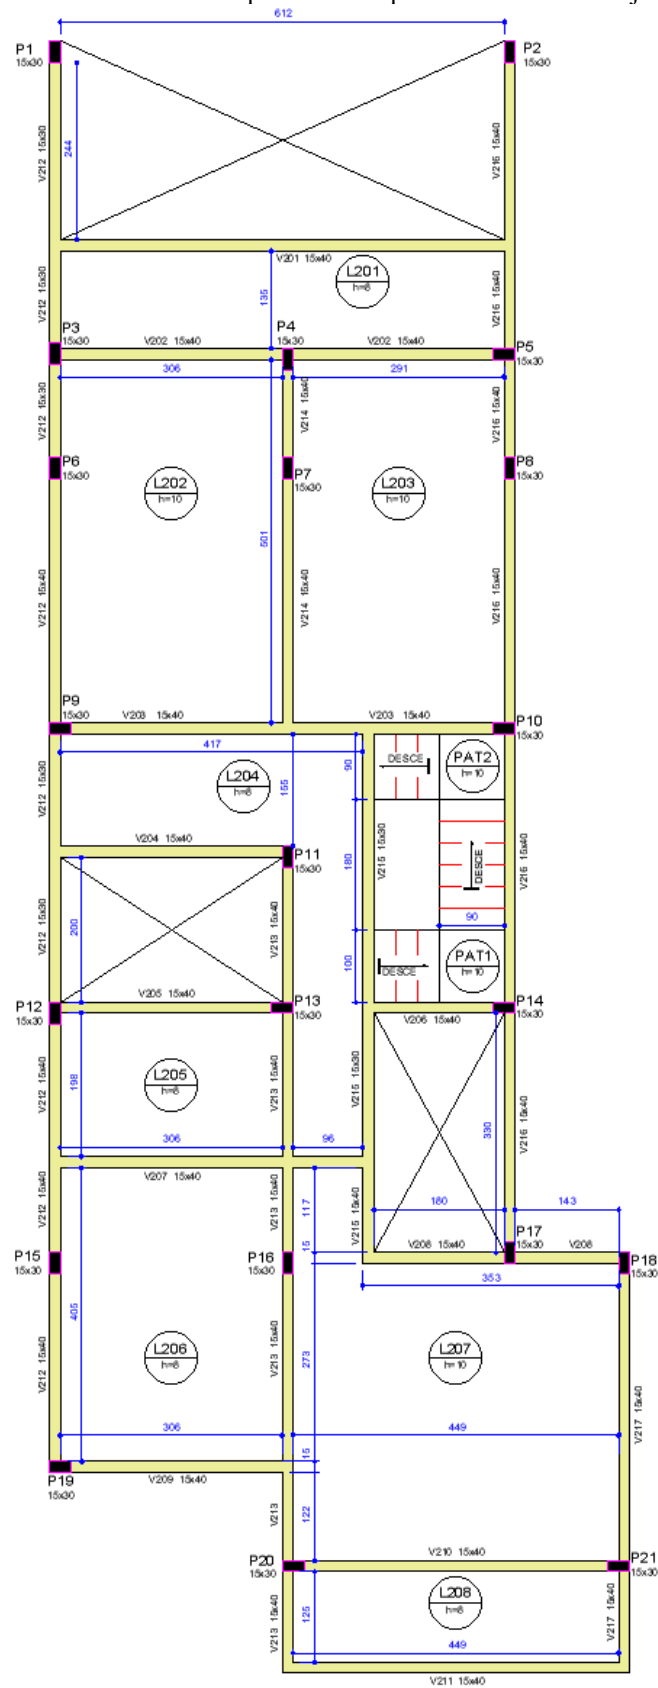 612
P1
15x30
P2
15x30
V212 15x30
244
V216 15x40
V201 15x40
L201
h=8
V212 15x30
135
V216 15x40
P3
15x30
V202 15x40
P4
15x30
V202 15x40
P5
15x30
306
291
V212 15x30
V214 15x40
V216 15x40
P6
15x30
L202
h=10
P7
15x30
L203
h=10
P8
15x30
501
V212 15x40
V214 15x40
V216 15x40
P9
15x30
V203 15x40
V203 15x40
P10
15x30
417
DESCE
PAT2
h=10
90
L204
h=8
155
V212 15x30
V204 15x40
P11
15x30
V215 15x30
180
DESCE
V216 15x40
90
V212 15x30
200
V213 15x40
100
DESCE
PAT1
h=10
V205 15x40
P12
15x30
P13
15x30
P14
15x30
V206 15x40
L205
h=8
V212 15x40
198
V213 15x40
V215 15x30
330
V216 15x40
306
96
V207 15x40
V212 15x40
V213 15x40
117
V215 15x40
180
143
P15
15x30
P16
15x30
15
V208 15x40
P17
15x30
V208
P18
15x30
353
405
L206
h=8
V212 15x40
V213 15x40
273
L207
h=10
V217 15x40
306
449
15
P19
15x30
V209 15x40
V213
122
V210 15x40
P20
15x30
P21
15x30
L208
h=8
V213 15x40
125
V217 15x40
449
V211 15x40